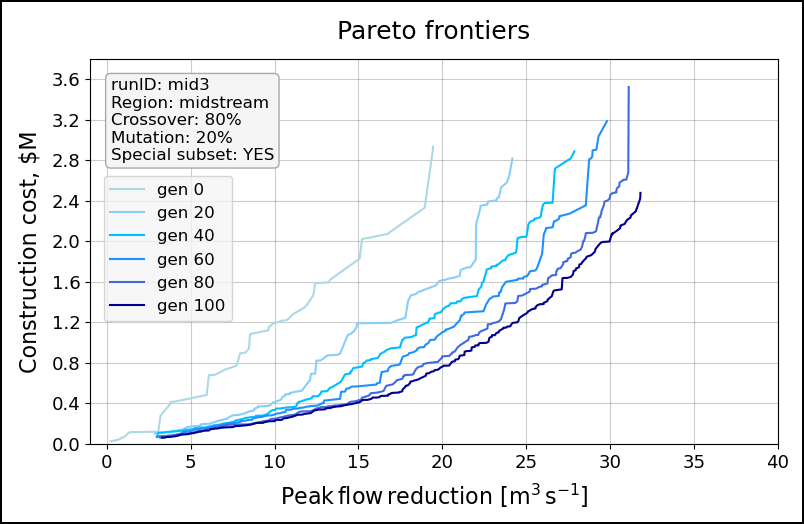 Pareto frontiers
Construction cost, $M
3.6
3.2
2.8
2.4
2.0
1.6
1.2
0.8
0.4
0.0
runID: mid3
Region: midstream
Crossover: 80%
Mutation: 20%
Special subset: YES
gen 0
gen 20
gen 40
gen 60
gen 80
gen 100
0 5 10 15 20 25 30 35 40
Peak flow reduction [m³ s⁻¹]